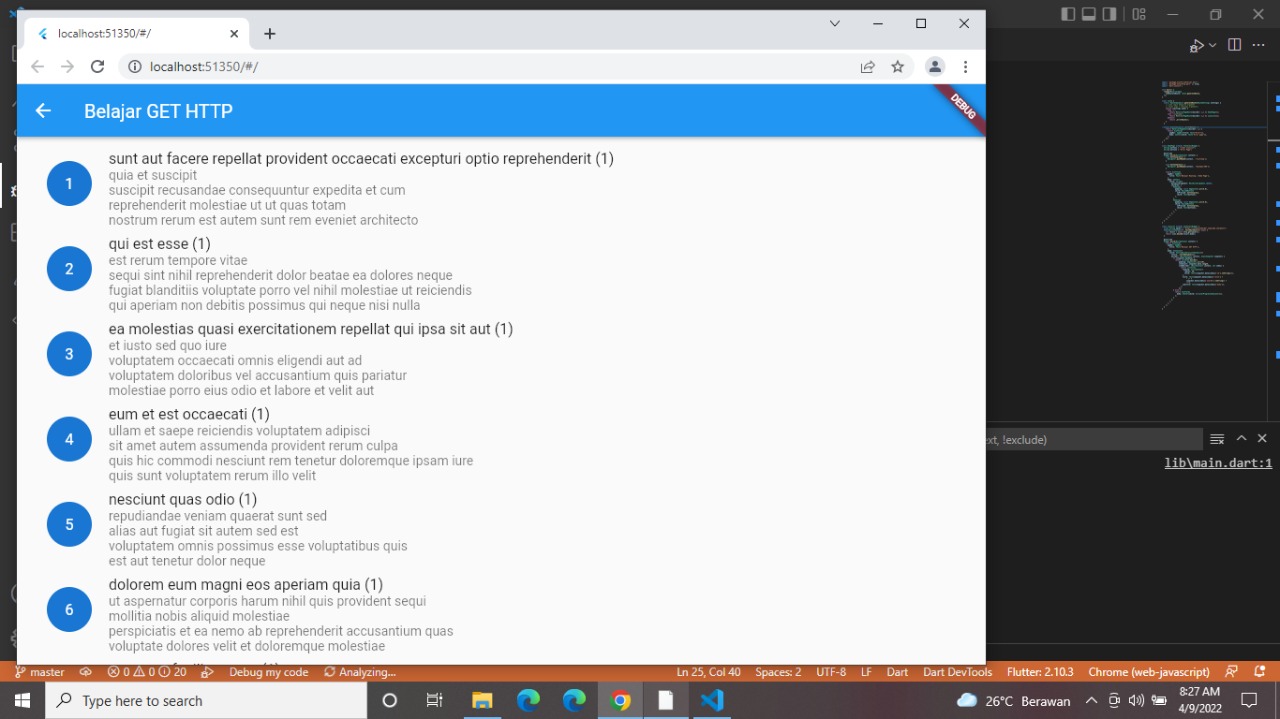 localhost:51350/#/
localhost:51350/#/
Belajar GET HTTP
DEBUG
1
sunt aut facere repellat provident occaecati excepturi optio reprehenderit (1)
quia et suscipit
suscipit recusandae consequuntur expedita et cum
reprehenderit molestiae ut ut quas totam
nostrum rerum est autem sunt rem eveniet architecto
2
qui est esse (1)
est rerum tempore vitae
sequi sint nihil reprehenderit dolor beatae ea dolores neque
fugiat blanditiis voluptate porro vel nihil molestiae ut reiciendis
qui aperiam non debitis possimus qui neque nisi nulla
3
ea molestias quasi exercitationem repellat qui ipsa sit aut (1)
et iusto sed quo iure
voluptatem occaecati omnis eligendi aut ad
voluptatem doloribus vel accusantium quis pariatur
molestiae porro eius odio et labore et velit aut
4
eum et est occaecati (1)
ullam et saepe reiciendis voluptatem adipisci
sit amet autem assumenda provident rerum culpa
quis hic commodi nesciunt rem tenetur doloremque ipsam iure
quis sunt voluptatem rerum illo velit
5
nesciunt quas odio (1)
repudiandae veniam quaerat sunt sed
alias aut fugiat sit autem sed est
voluptatem omnis possimus esse voluptatibus quis
est aut tenetur dolor neque
6
dolorem eum magni eos aperiam quia (1)
ut aspernatur corporis harum nihil quis provident sequi
mollitia nobis aliquid molestiae
perspiciatis et ea nemo ab reprehenderit accusantium quas
voluptate dolores velit et doloremque molestiae
ext, !exclude)
lib\main.dart:1
master 0 0 20 Debug my code Analyzing... Ln 25, Col 40 Spaces: 2 UTF-8 LF Dart Dart DevTools Flutter: 2.10.3 Chrome (web-javascript)
Type here to search
26°C Berawan
8:27 AM
4/9/2022